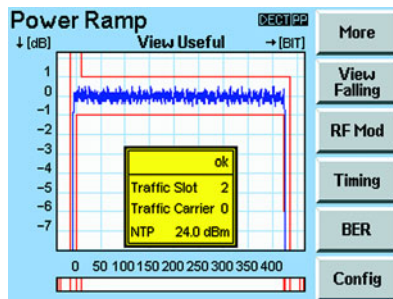 Power Ramp
DECT PP
↓ [dB]
View Useful
→ [BIT]
1
0
-1
-2
-3
-4
-5
-6
-7
0 50 100 150 200 250 300 350 400
ok
Traffic Slot 2
Traffic Carrier 0
NTP 24.0 dBm
More
View
Falling
RF Mod
Timing
BER
Config